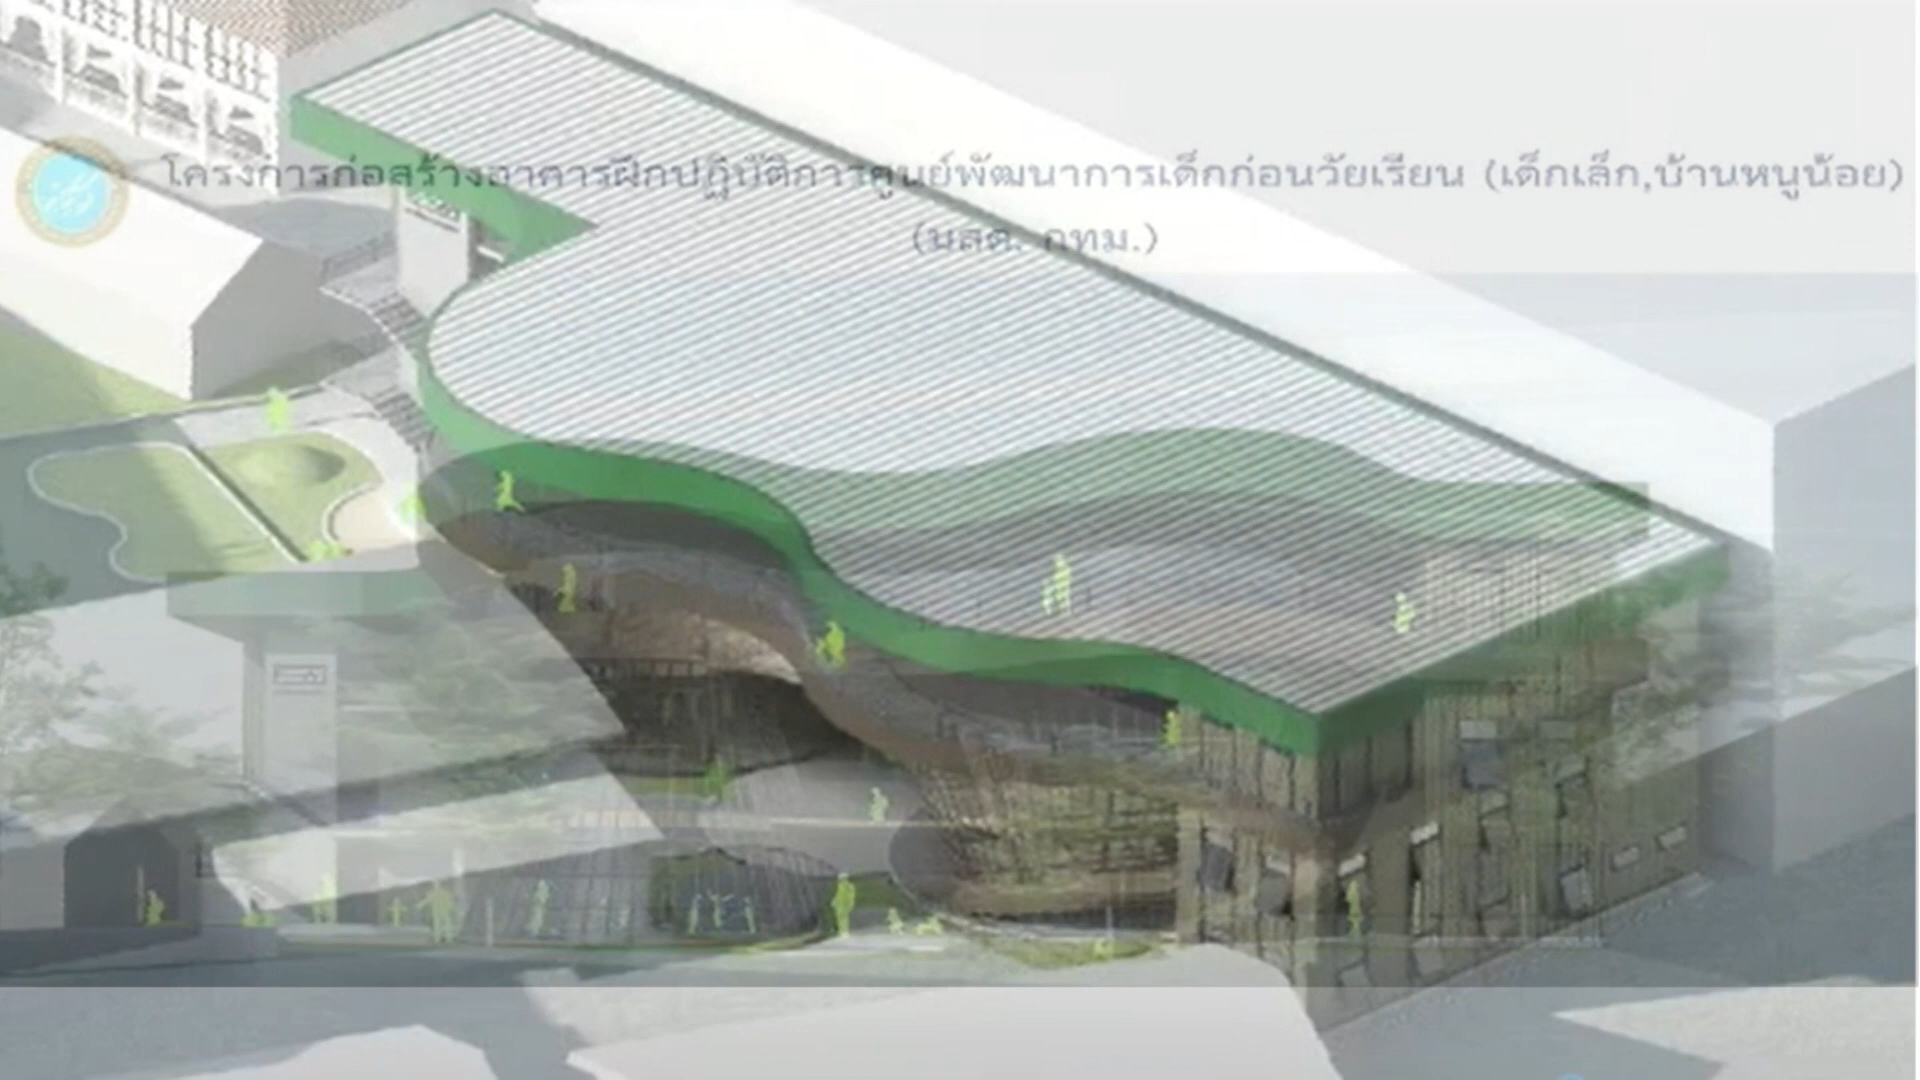 โครงการก่อสร้างอาคารฝึกปฏิบัติการศูนย์พัฒนาการเด็กก่อนวัยเรียน (เด็กเล็ก,บ้านหนูน้อย)
(มสด. กทม.)